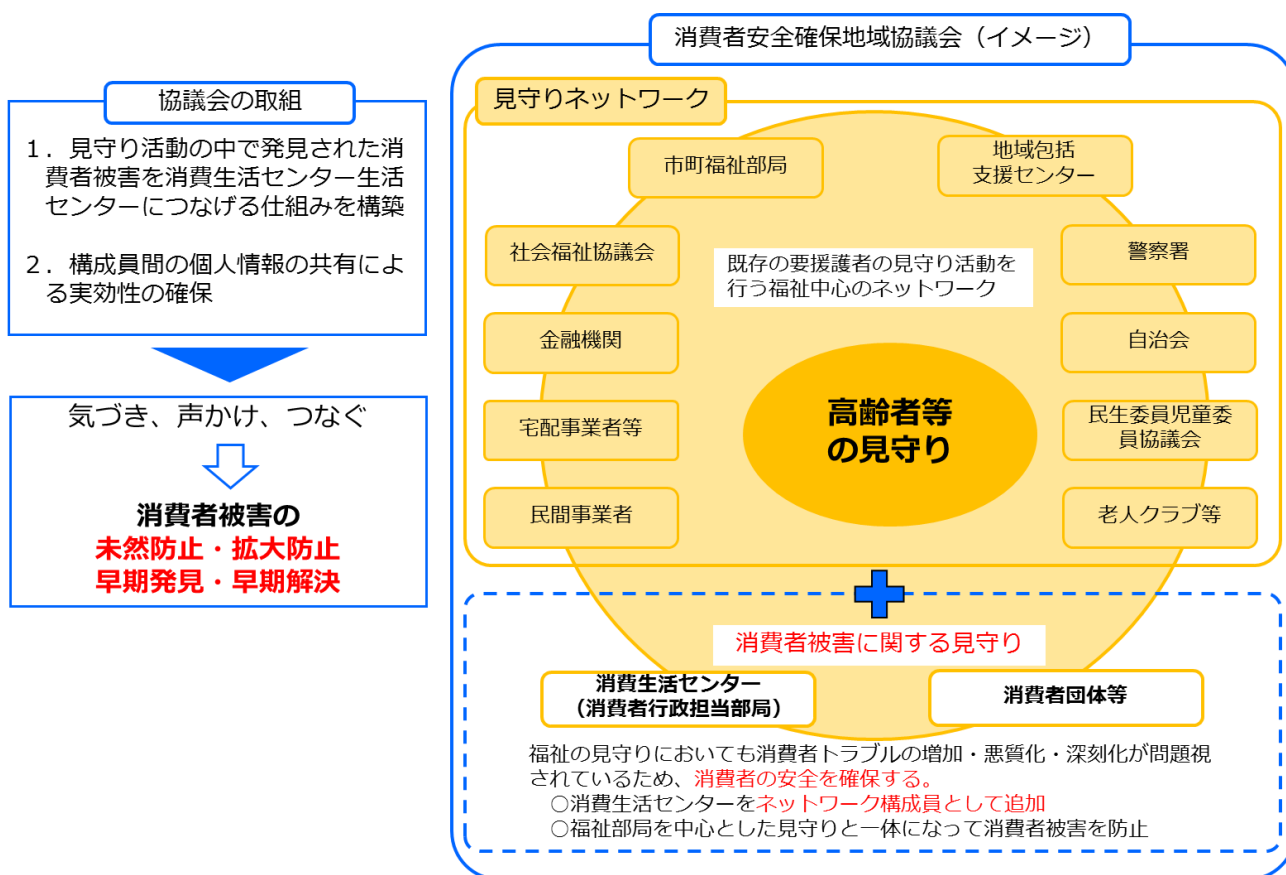 消費者安全確保地域協議会（イメージ）
協議会の取組
１．見守り活動の中で発見された消
費者被害を消費生活センター生活
センターにつなげる仕組みを構築
２．構成員間の個人情報の共有によ
る実効性の確保
気づき、声かけ、つなぐ
消費者被害の
未然防止・拡大防止
早期発見・早期解決
見守りネットワーク
市町福祉部局
地域包括
支援センター
社会福祉協議会
警察署
既存の要援護者の見守り活動を
行う福祉中心のネットワーク
金融機関
自治会
高齢者等
の見守り
宅配事業者等
民生委員児童委
員協議会
民間事業者
老人クラブ等
消費者被害に関する見守り
消費生活センター
（消費者行政担当部局）
消費者団体等
福祉の見守りにおいても消費者トラブルの増加・悪質化・深刻化が問題視
されているため、消費者の安全を確保する。
○消費生活センターをネットワーク構成員として追加
○福祉部局を中心とした見守りと一体になって消費者被害を防止